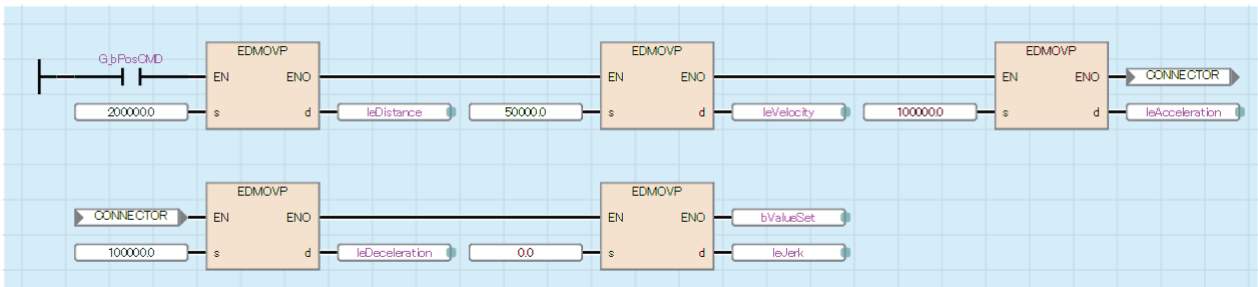 G_bPosCMD
EDMOVP EDMOVP EDMOVP
EN ENO EN ENO EN ENO CONNECTOR
200000.0 s d leDistance 50000.0 s d leVelocity 100000.0 s d leAcceleration
EDMOVP EDMOVP
CONNECTOR EN ENO EN ENO bValueSet
100000.0 s d leDeceleration 0.0 s d leJerk